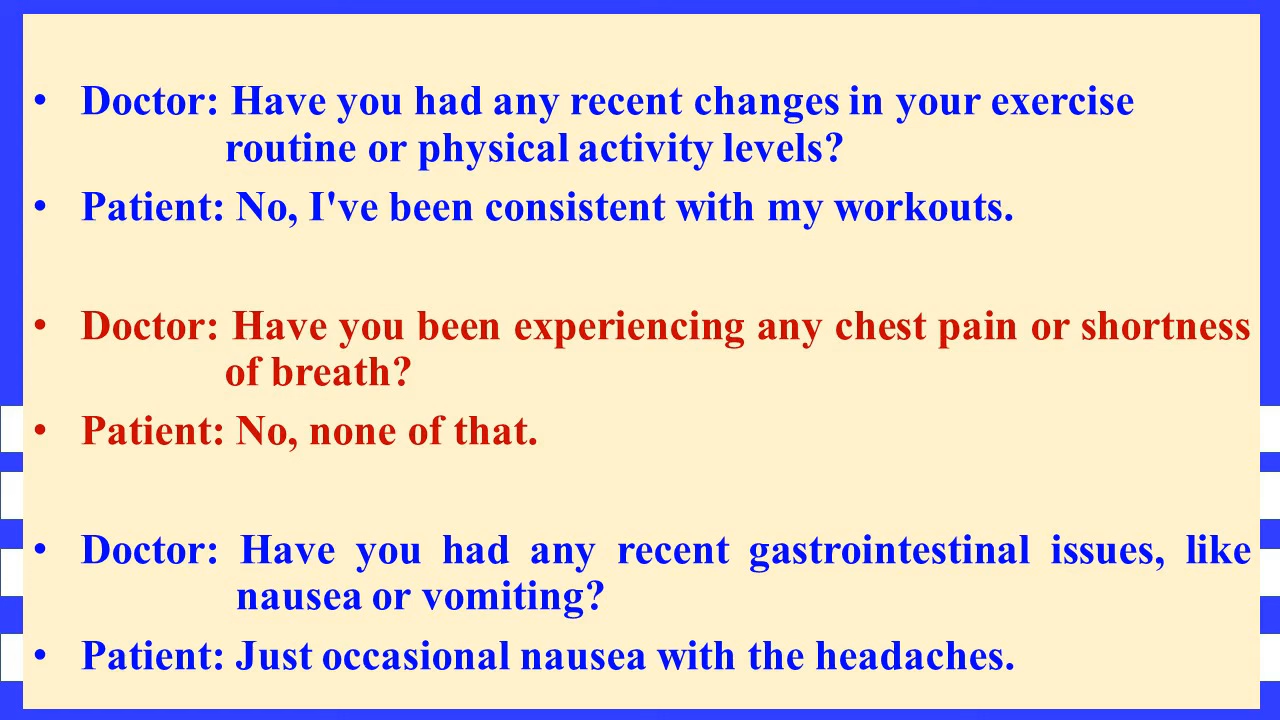 • Doctor: Have you had any recent changes in your exercise
routine or physical activity levels?
• Patient: No, I've been consistent with my workouts.
• Doctor: Have you been experiencing any chest pain or shortness
of breath?
• Patient: No, none of that.
• Doctor: Have you had any recent gastrointestinal issues, like
nausea or vomiting?
• Patient: Just occasional nausea with the headaches.